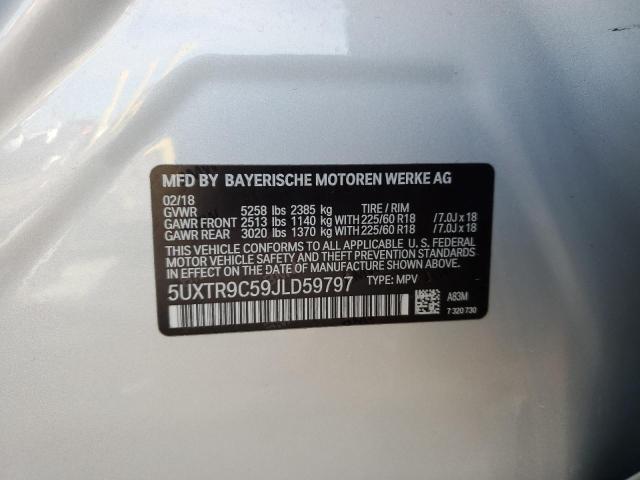 MFD BY BAYERISCHE MOTOREN WERKE AG
02/18
GVWR 5258 lbs 2385 kg TIRE / RIM
GAWR FRONT 2513 lbs 1140 kg WITH 225/60 R18 /7.0J x 18
GAWR REAR 3020 lbs 1370 kg WITH 225/60 R18 /7.0J x 18
THIS VEHICLE CONFORMS TO ALL APPLICABLE U. S. FEDERAL
MOTOR VEHICLE SAFETY AND THEFT PREVENTION STANDARDS
IN EFFECT ON THE DATE OF MANUFACTURE SHOWN ABOVE.
5UXTR9C59JLD59797 TYPE: MPV
A83M
7 320 730